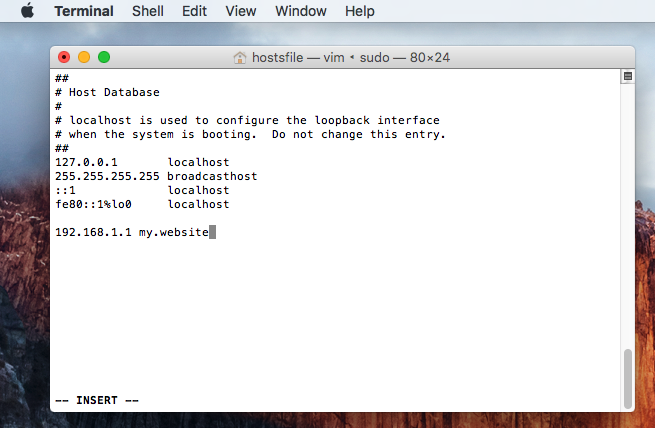 Terminal Shell Edit View Window Help
hostsfile — vim • sudo — 80×24
##
# Host Database
#
# localhost is used to configure the loopback interface
# when the system is booting.  Do not change this entry.
##
127.0.0.1       localhost
255.255.255.255 broadcasthost
::1             localhost
fe80::1%lo0     localhost
192.168.1.1 my.website
-- INSERT --